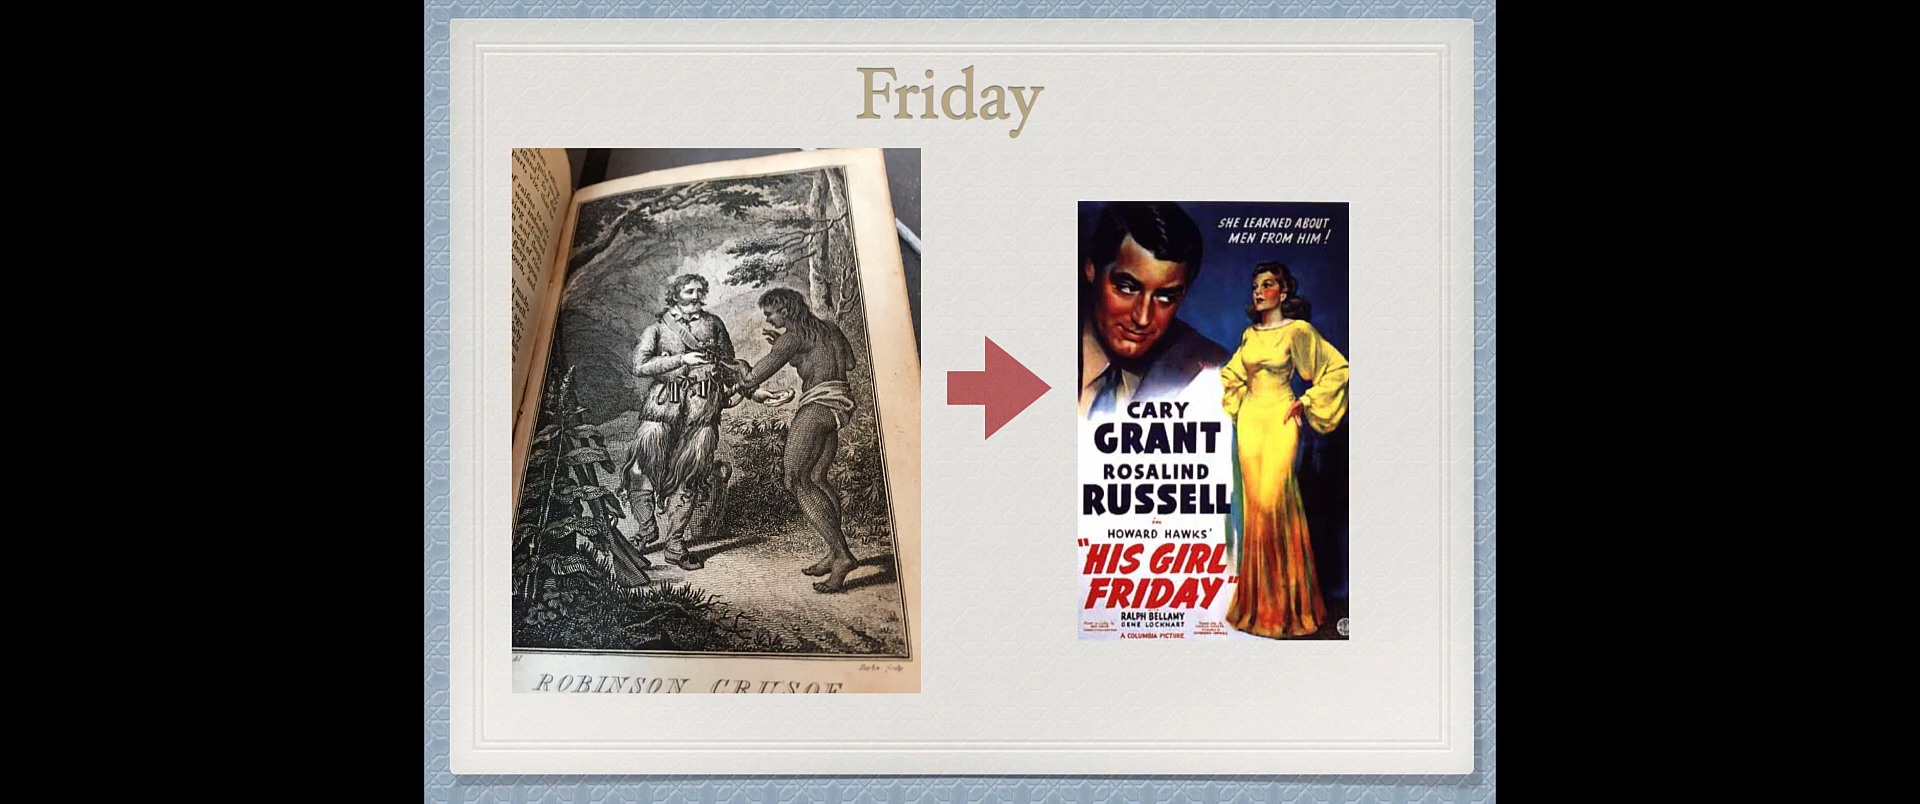 Friday
ROBINSON CRUSOE
SHE LEARNED ABOUT
MEN FROM HIM!
CARY
GRANT
ROSALIND
RUSSELL
in
HOWARD HAWKS'
"HIS GIRL
FRIDAY"
RALPH BELLAMY
GENE LOCKHART
A COLUMBIA PICTURE